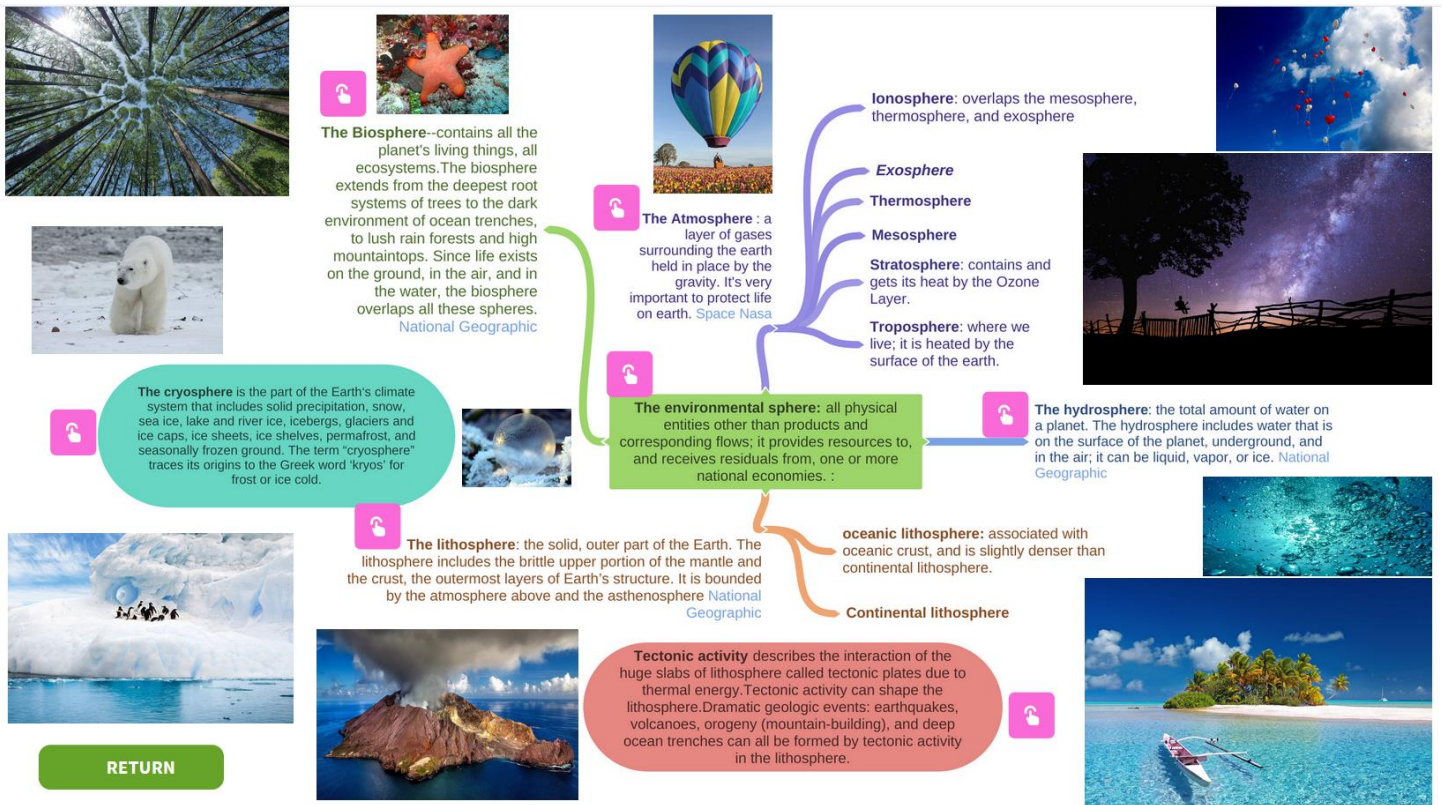 The Biosphere--contains all the
planet's living things, all
ecosystems.The biosphere
extends from the deepest root
systems of trees to the dark
environment of ocean trenches,
to lush rain forests and high
mountaintops. Since life exists
on the ground, in the air, and in
the water, the biosphere
overlaps all these spheres.
National Geographic
The Atmosphere : a
layer of gases
surrounding the earth
held in place by the
gravity. It's very
important to protect life
on earth. Space Nasa
Ionosphere: overlaps the mesosphere,
thermosphere, and exosphere
Exosphere
Thermosphere
Mesosphere
Stratosphere: contains and
gets its heat by the Ozone
Layer.
Troposphere: where we
live; it is heated by the
surface of the earth.
The cryosphere is the part of the Earth's climate
system that includes solid precipitation, snow,
sea ice, lake and river ice, icebergs, glaciers and
ice caps, ice sheets, ice shelves, permafrost, and
seasonally frozen ground. The term “cryosphere”
traces its origins to the Greek word 'kryos' for
frost or ice cold.
The environmental sphere: all physical
entities other than products and
corresponding flows; it provides resources to,
and receives residuals from, one or more
national economies. :
The hydrosphere: the total amount of water on
a planet. The hydrosphere includes water that is
on the surface of the planet, underground, and
in the air; it can be liquid, vapor, or ice. National
Geographic
The lithosphere: the solid, outer part of the Earth. The
lithosphere includes the brittle upper portion of the mantle and
the crust, the outermost layers of Earth's structure. It is bounded
by the atmosphere above and the asthenosphere National
Geographic
oceanic lithosphere: associated with
oceanic crust, and is slightly denser than
continental lithosphere.
Continental lithosphere
Tectonic activity describes the interaction of the
huge slabs of lithosphere called tectonic plates due to
thermal energy.Tectonic activity can shape the
lithosphere.Dramatic geologic events: earthquakes,
volcanoes, orogeny (mountain-building), and deep
ocean trenches can all be formed by tectonic activity
in the lithosphere.
RETURN